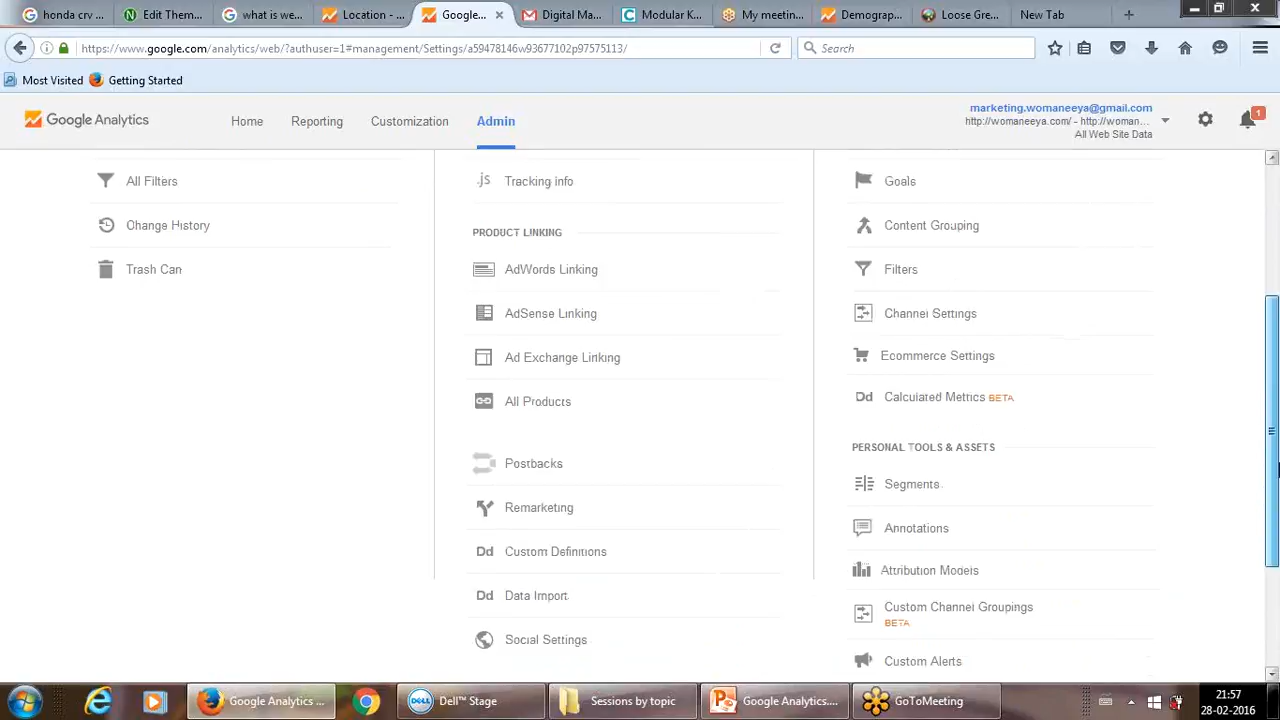 honda crv ...
Edit Them...
what is we...
Location - ...
Google...
Digital Ma...
Modular K...
My meetin...
Demograp...
Loose Gre...
New Tab
https://www.google.com/analytics/web/?authuser=1#management/Settings/a59478146w93677102p97575113/
Search
Most Visited
Getting Started
Google Analytics
Home
Reporting
Customization
Admin
marketing.womaneeya@gmail.com
http://womaneeya.com/ - http://woman...
All Web Site Data
1
All Filters
Change History
Trash Can
.js Tracking Info
PRODUCT LINKING
AdWords Linking
AdSense Linking
Ad Exchange Linking
All Products
Postbacks
Remarketing
Dd Custom Definitions
Dd Data Import
Social Settings
Goals
Content Grouping
Filters
Channel Settings
Ecommerce Settings
Dd Calculated Metrics BETA
PERSONAL TOOLS & ASSETS
Segments
Annotations
Attribution Models
Custom Channel Groupings
BETA
Custom Alerts
Google Analytics ...
DELL
Dell™ Stage
Sessions by topic
Google Analytics....
GoToMeeting
21:57
28-02-2016